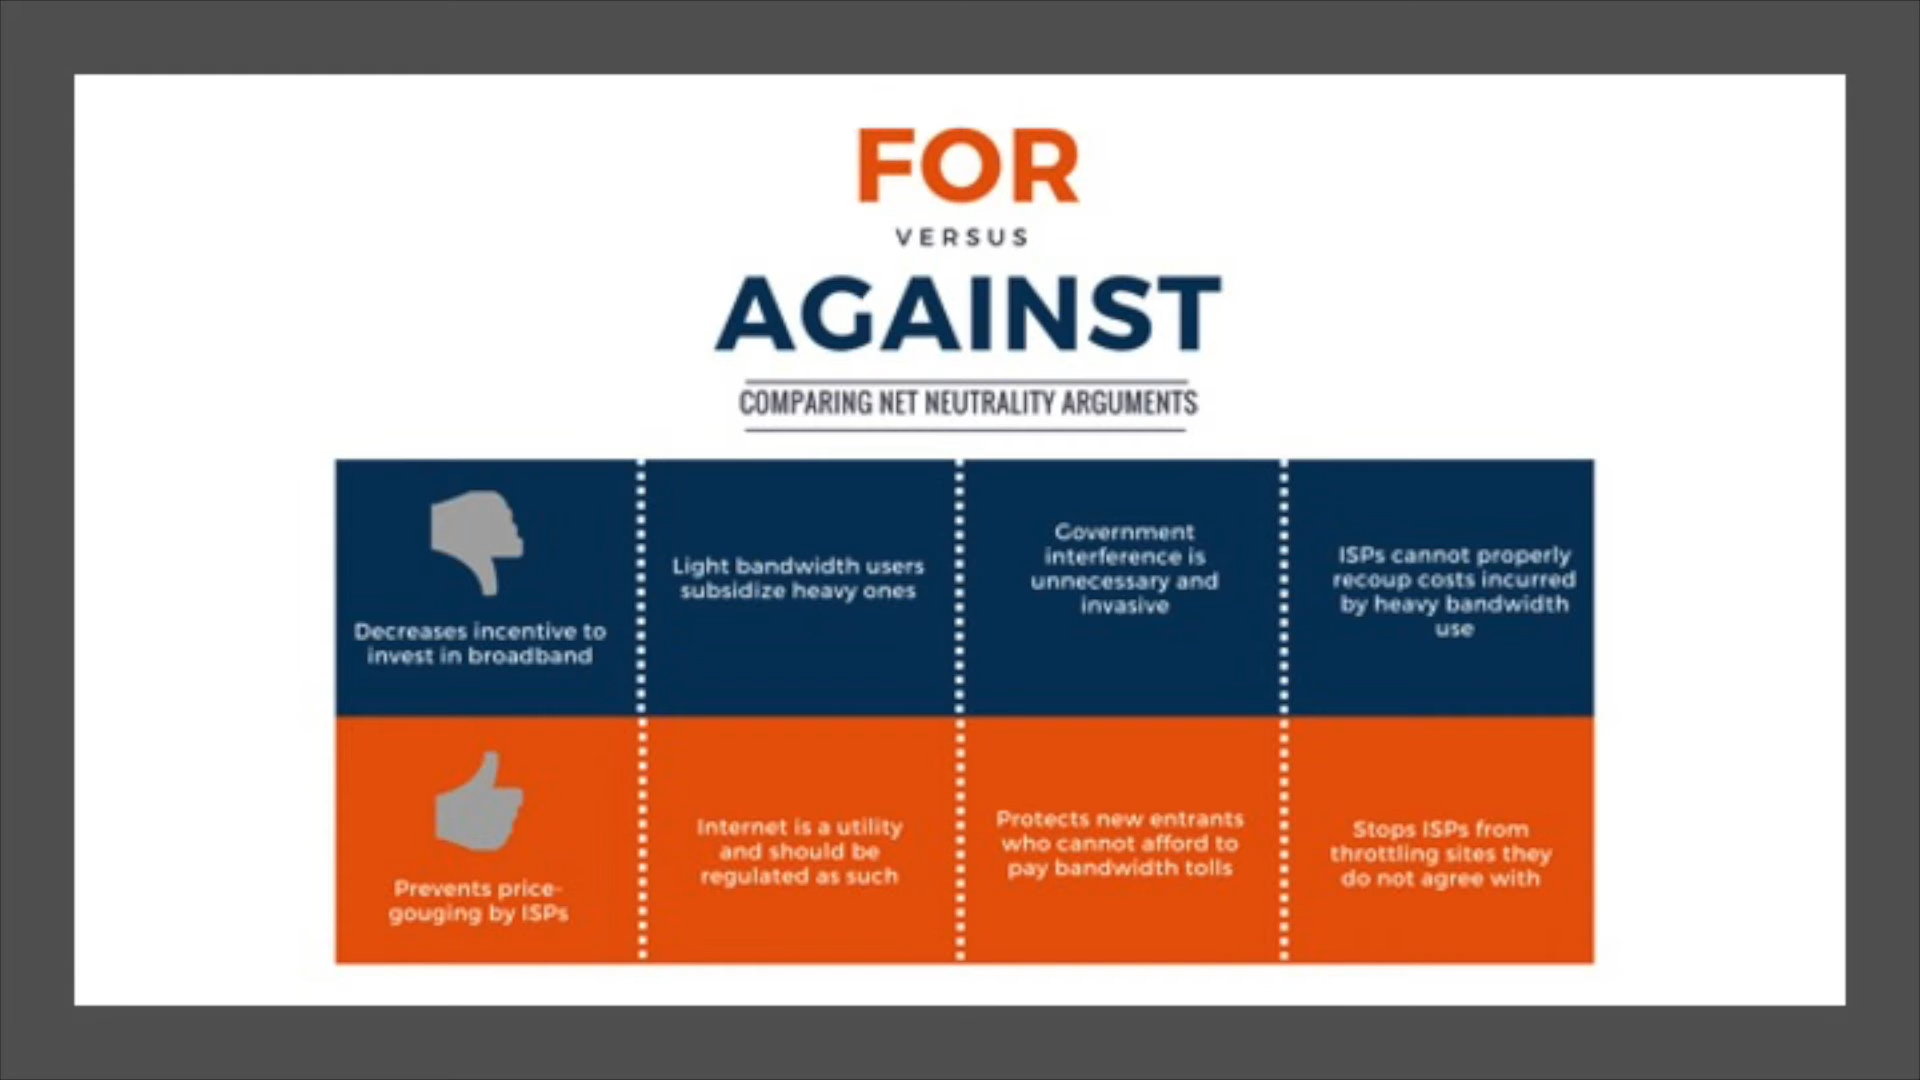 FOR
VERSUS
AGAINST
COMPARING NET NEUTRALITY ARGUMENTS
Decreases incentive to
invest in broadband
Light bandwidth users
subsidize heavy ones
Government
interference is
unnecessary and
invasive
ISPs cannot properly
recoup costs incurred
by heavy bandwidth
use
Prevents price-
gouging by ISPs
Internet is a utility
and should be
regulated as such
Protects new entrants
who cannot afford to
pay bandwidth tolls
Stops ISPs from
throttling sites they
do not agree with